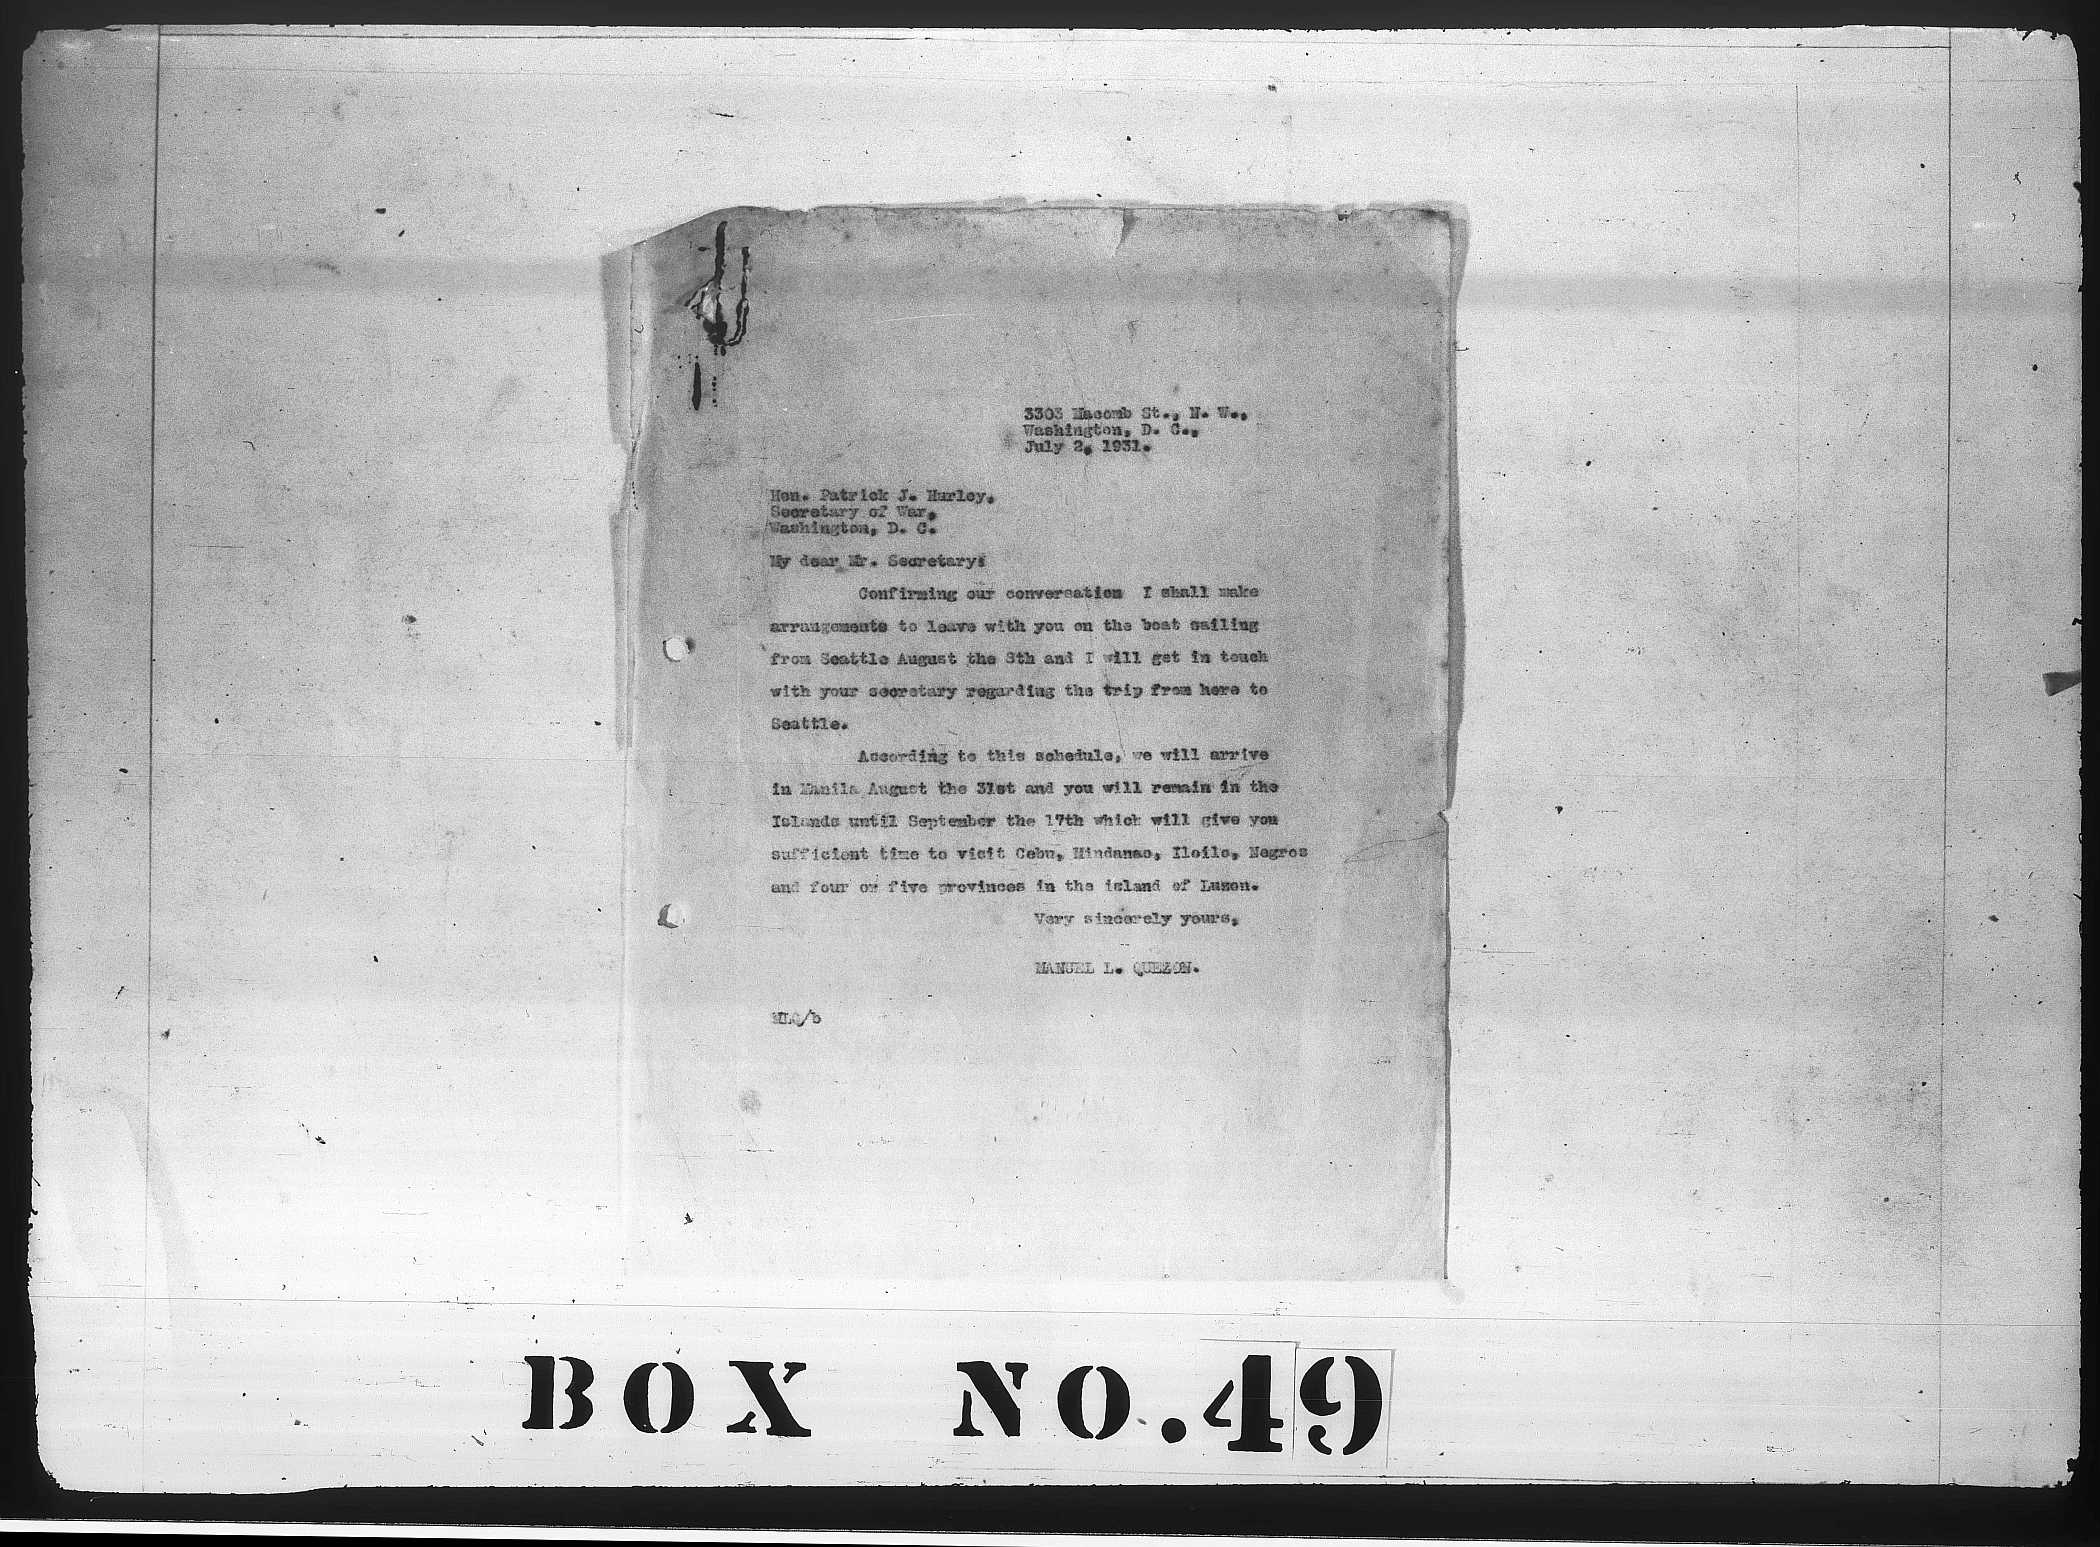 3303 Macomb St., N. W.,
Washington, D. C.,
July 2, 1931.
Hon. Patrick J. Hurley,
Secretary of War,
Washington, D. C.
My dear Mr. Secretary:
Confirming our conversation I shall make
arrangements to leave with you on the boat sailing
from Seattle August the 8th and I will get in touch
with your secretary regarding the trip from here to
Seattle.
According to this schedule, we will arrive
in Manila August the 31st and you will remain in the
Islands until September the 17th which will give you
sufficient time to visit Cebu, Mindanao, Iloilo, Negros
and four or five provinces in the island of Luzon.
Very sincerely yours,
MANUEL L. QUEZON.
MLQ/b
BOX NO. 49